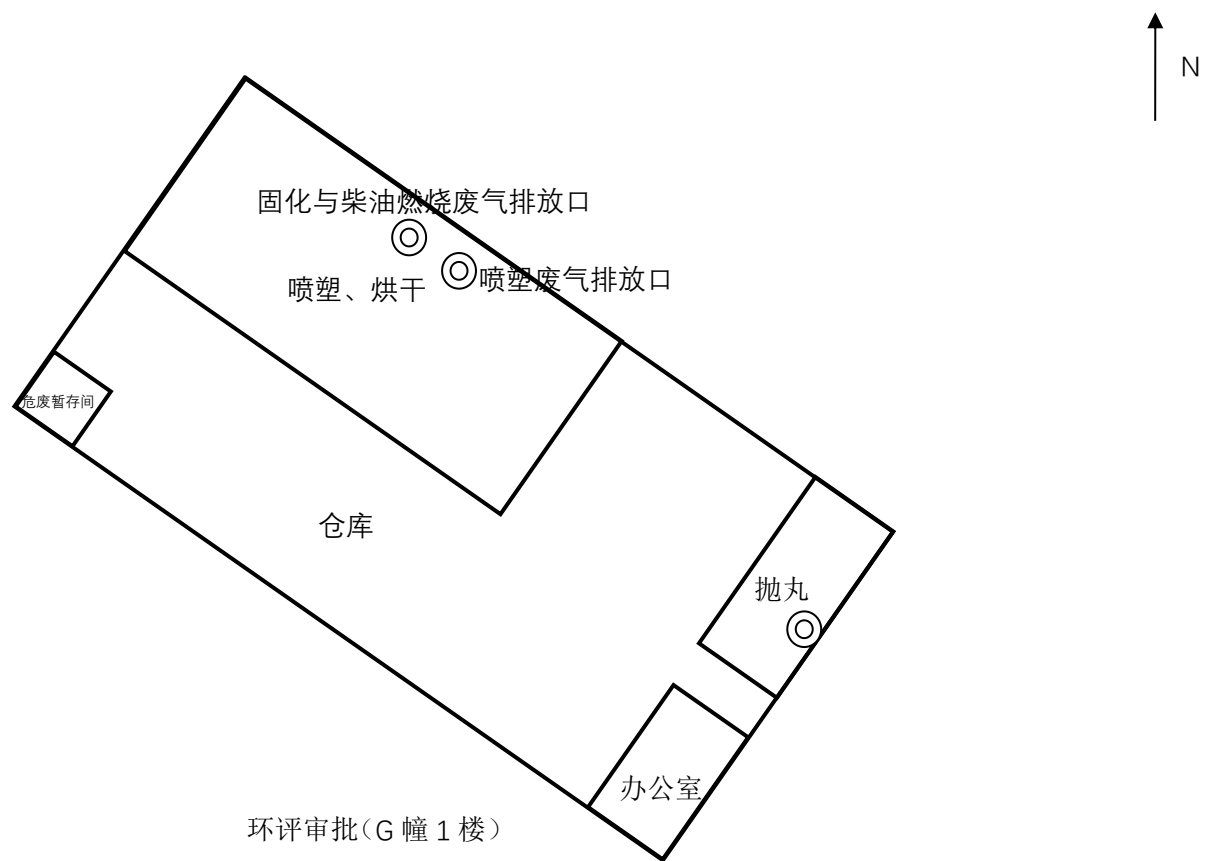 N
固化与柴油燃烧废气排放口
喷塑废气排放口
喷塑、烘干
危废暂存间
仓库
抛丸
办公室
环评审批（G 幢 1 楼）